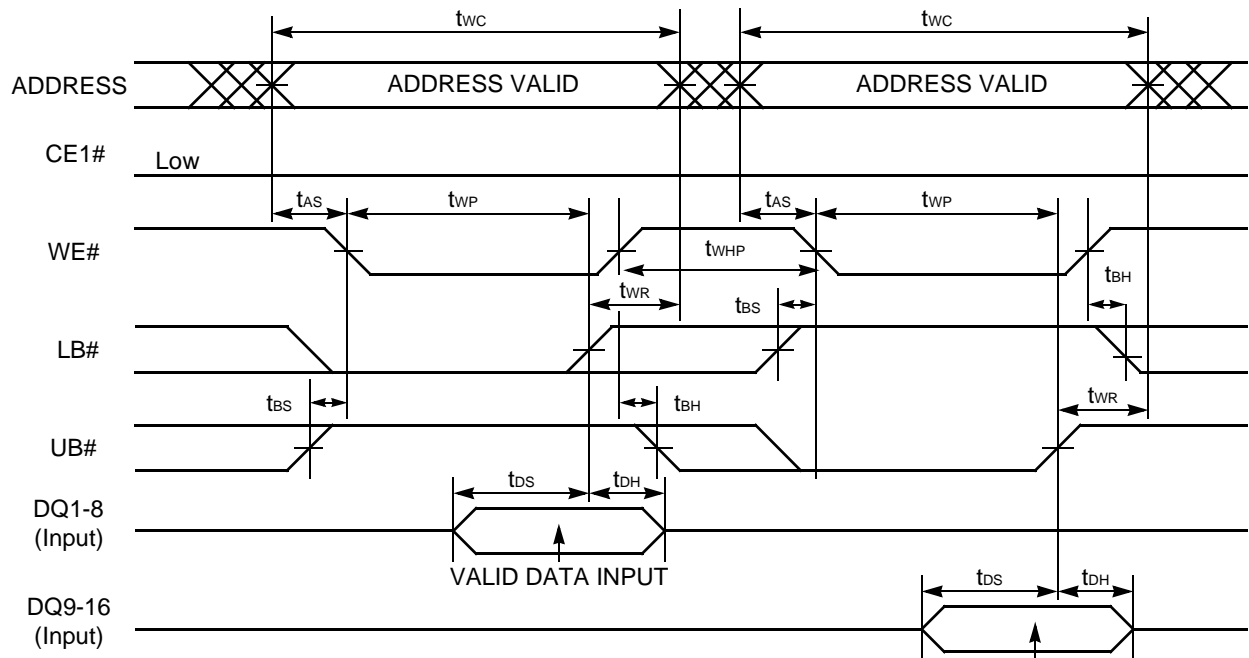 tWC tWC
ADDRESS ADDRESS VALID ADDRESS VALID
CE1# Low
tAS tWP tAS tWP
WE#
tWHP
tBH
tWR tBS
LB#
tBS tBH tWR
UB#
tDS tDH
DQ1-8
(Input)
VALID DATA INPUT
tDS tDH
DQ9-16
(Input)